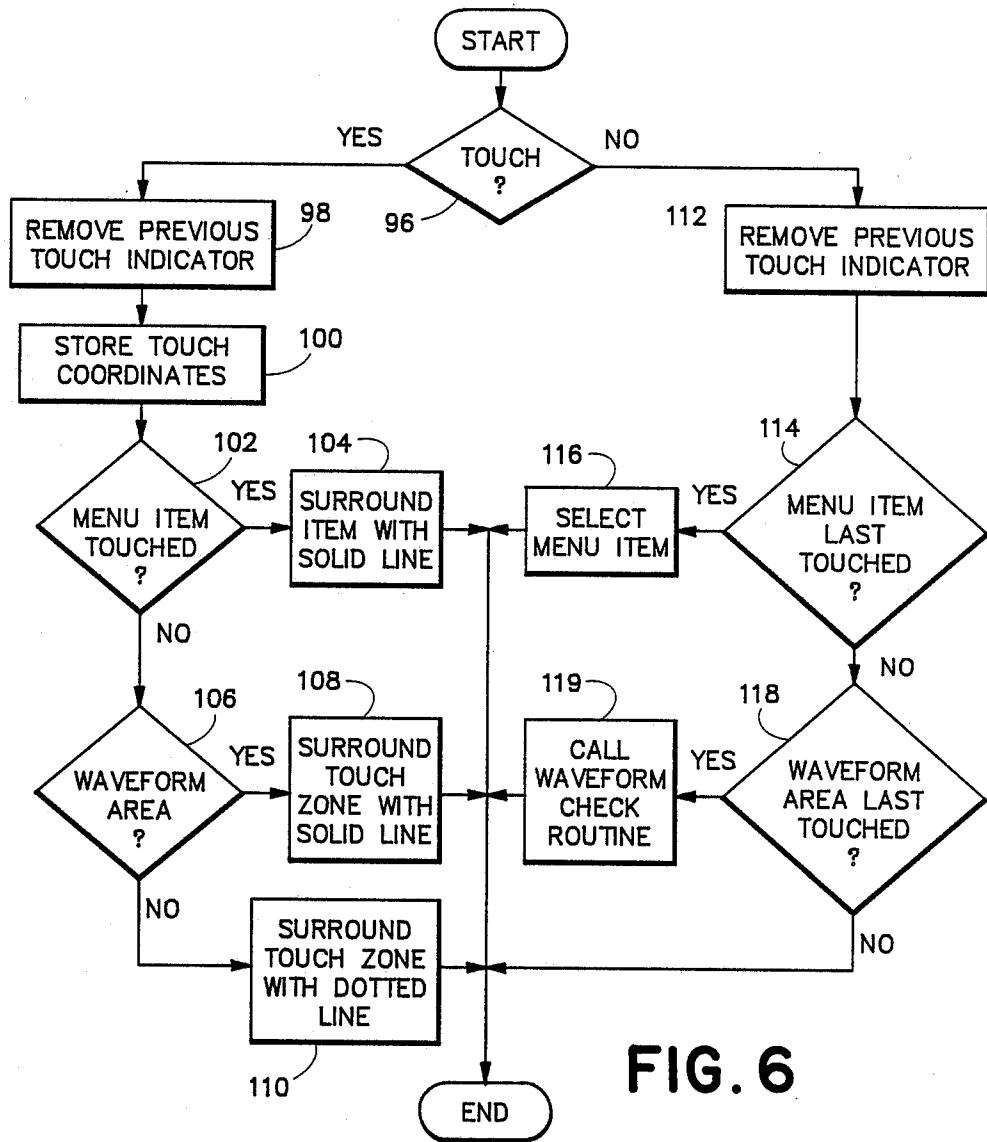 START
YES
NO
TOUCH
?
96
98
112
REMOVE PREVIOUS
TOUCH INDICATOR
REMOVE PREVIOUS
TOUCH INDICATOR
100
STORE TOUCH
COORDINATES
102
104
116
114
YES
YES
MENU ITEM
TOUCHED
?
SURROUND
ITEM WITH
SOLID LINE
SELECT
MENU ITEM
MENU ITEM
LAST
TOUCHED
?
NO
NO
106
108
119
118
YES
YES
WAVEFORM
AREA
?
SURROUND
TOUCH
ZONE WITH
SOLID LINE
CALL
WAVEFORM
CHECK
ROUTINE
WAVEFORM
AREA LAST
TOUCHED
?
NO
NO
SURROUND
TOUCH ZONE
WITH DOTTED
LINE
110
FIG. 6
END